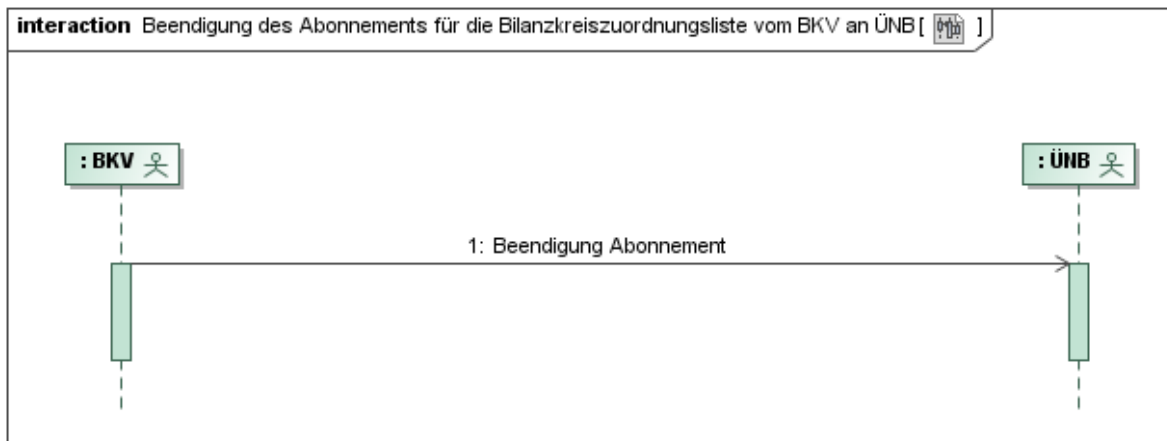 interaction Beendigung des Abonnements für die Bilanzkreiszuordnungsliste vom BKV an ÜNB [ ]
: BKV
: ÜNB
1: Beendigung Abonnement